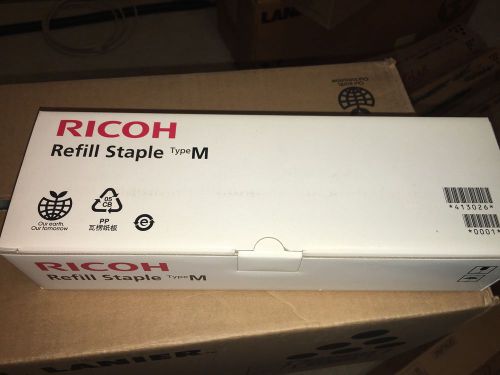 LANIER
RICOH
Refill Staple Type M
Our earth,
Our tomorrow
05
CB
PP
瓦楞纸板
e
*413026*
*0001*
RICOH
Refill Staple Type M
LANIER